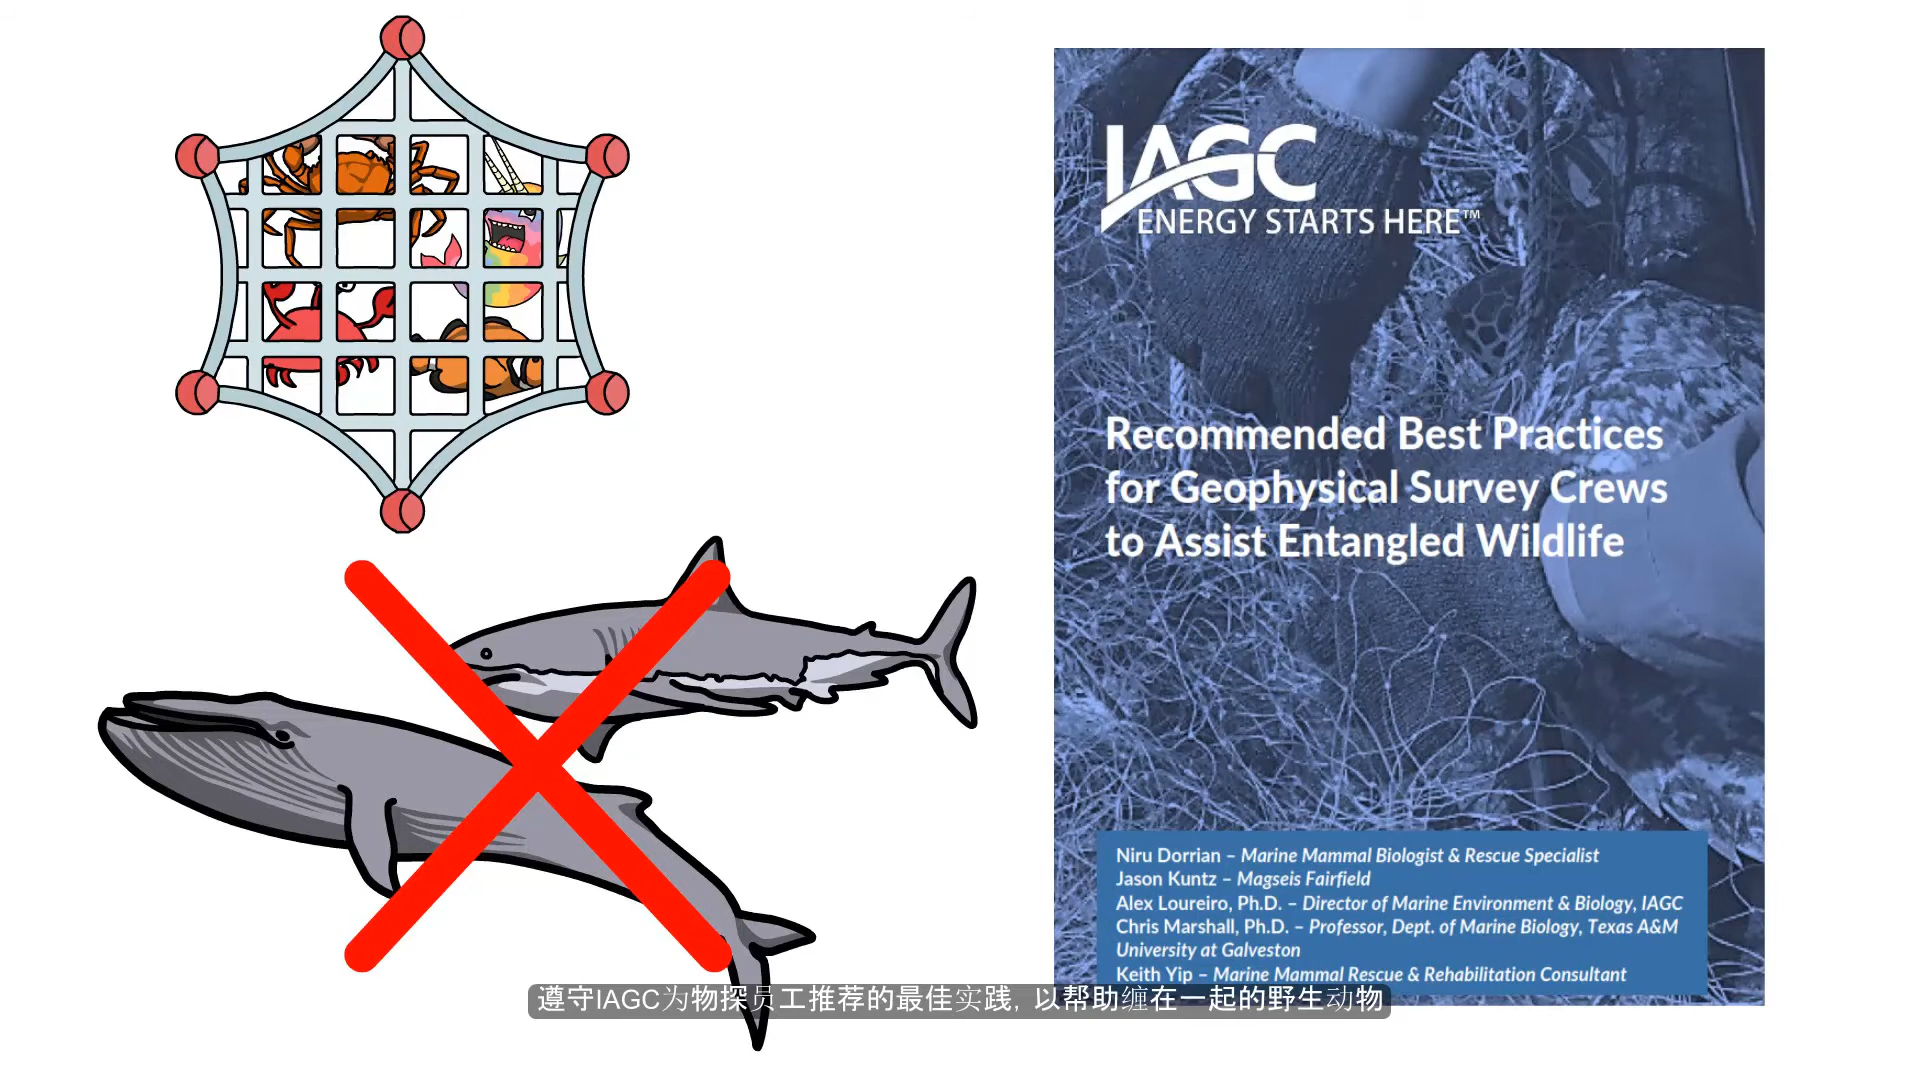 IAGC
ENERGY STARTS HERE™
Recommended Best Practices
for Geophysical Survey Crews
to Assist Entangled Wildlife
Niru Dorrian – Marine Mammal Biologist & Rescue Specialist
Jason Kuntz – Magseis Fairfield
Alex Loureiro, Ph.D. – Director of Marine Environment & Biology, IAGC
Chris Marshall, Ph.D. – Professor, Dept. of Marine Biology, Texas A&M
University at Galveston
Keith Yip – Marine Mammal Rescue & Rehabilitation Consultant
遵守IAGC为物探员工推荐的最佳实践, 以帮助缠在一起的野生动物